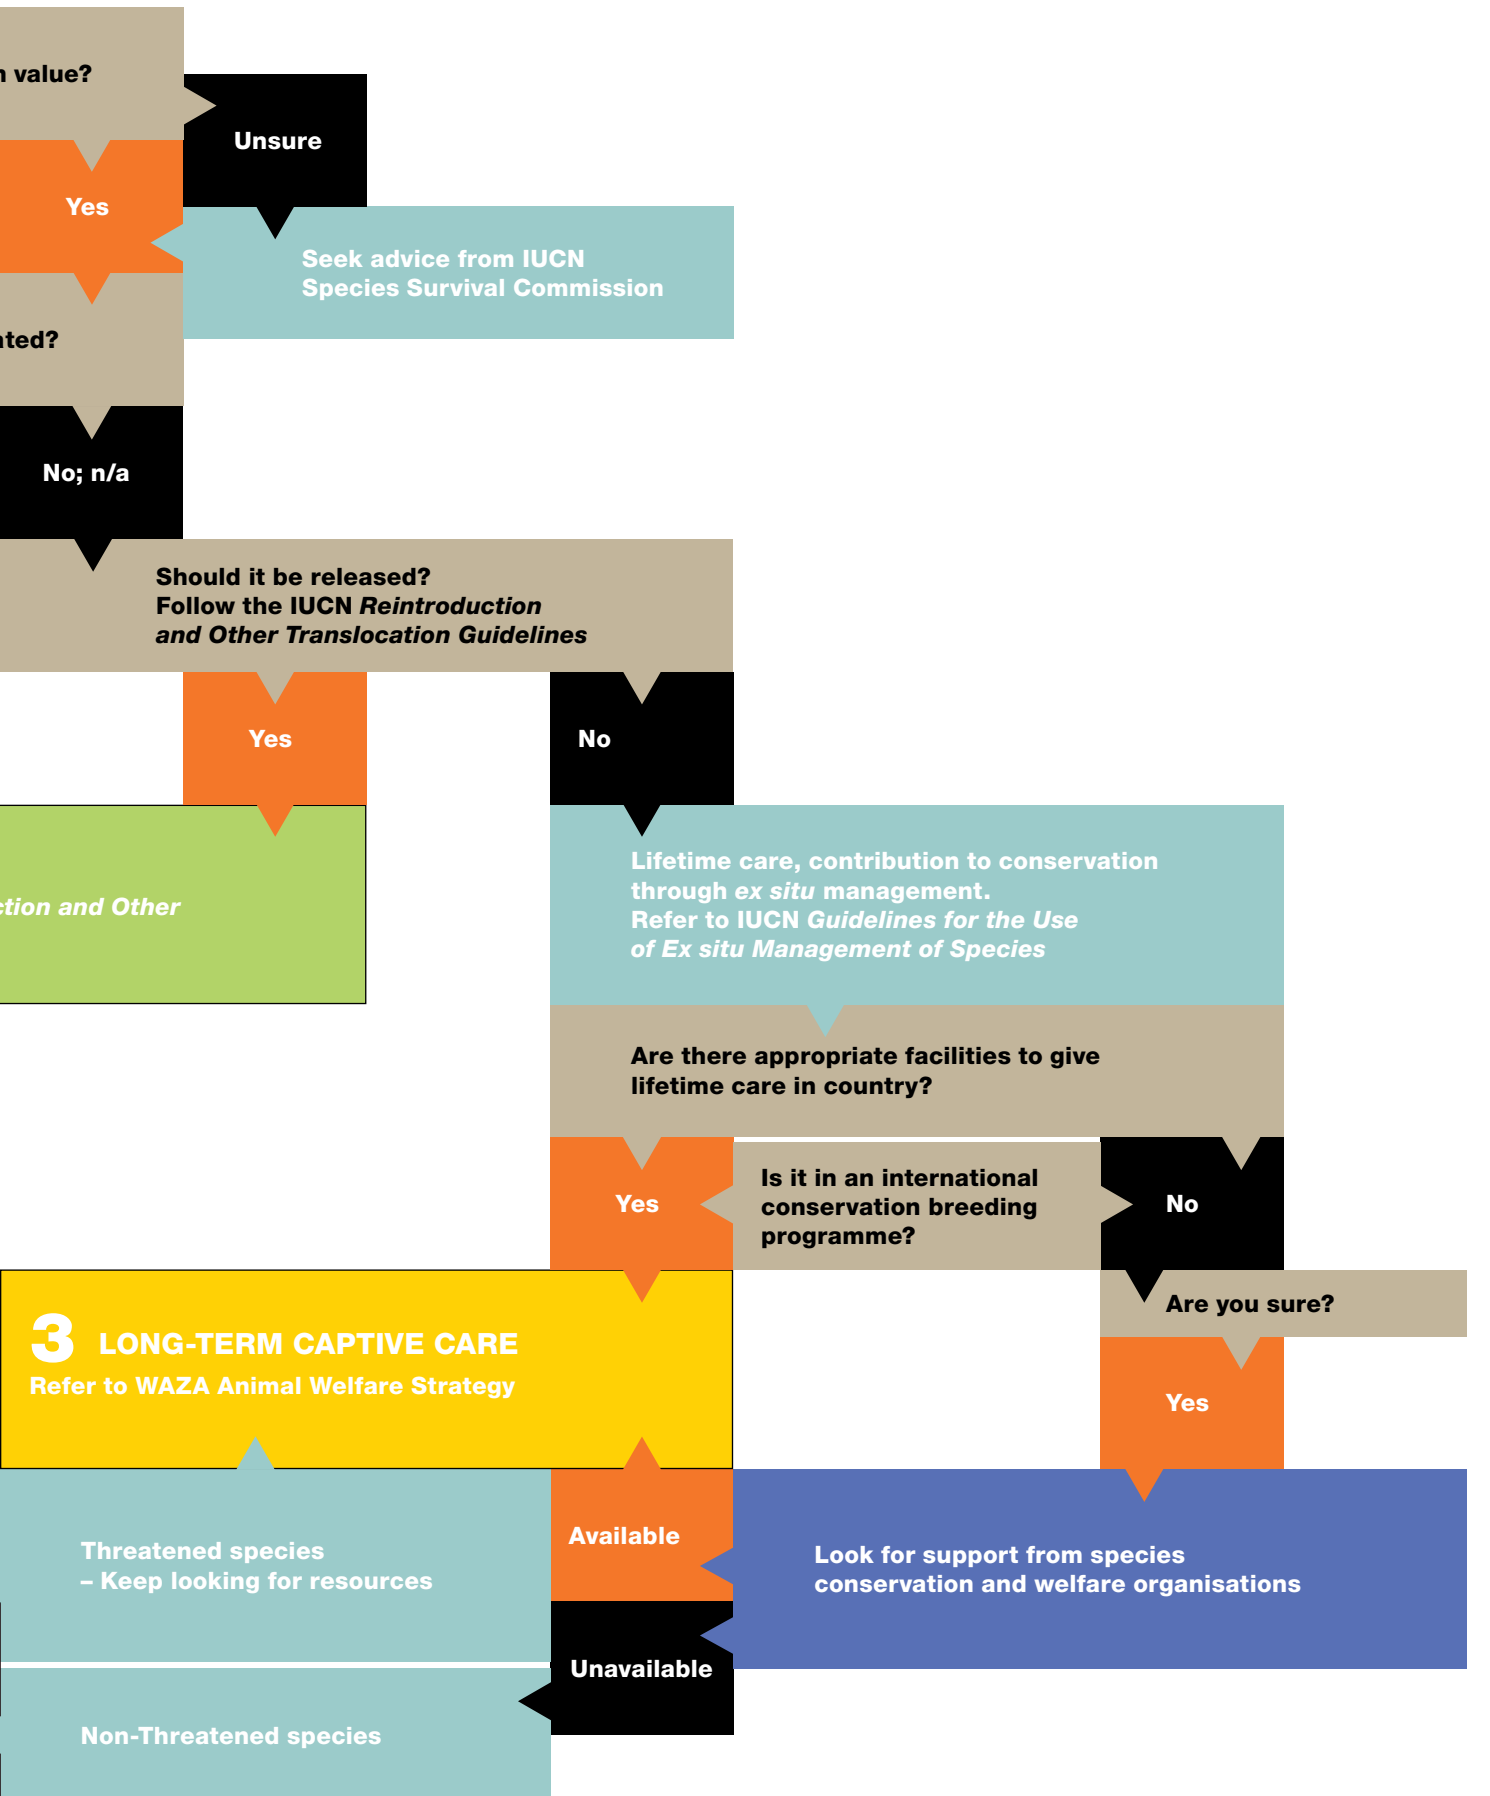 value?
Unsure
Yes
Seek advice from IUCN
Species Survival Commission
No; n/a
Should it be released?
Follow the IUCN Reintroduction
and Other Translocation Guidelines
Yes
No
Lifetime care, contribution to conservation
through ex situ management.
Refer to IUCN Guidelines for the Use
of Ex situ Management of Species
and Other
Are there appropriate facilities to give
lifetime care in country?
Yes
Is it in an international
conservation breeding
programme?
No
Are you sure?
3 LONG-TERM CAPTIVE CARE
Refer to WAZA Animal Welfare Strategy
Yes
Available
Threatened species
– Keep looking for resources
Look for support from species
conservation and welfare organisations
Unavailable
Non-Threatened species